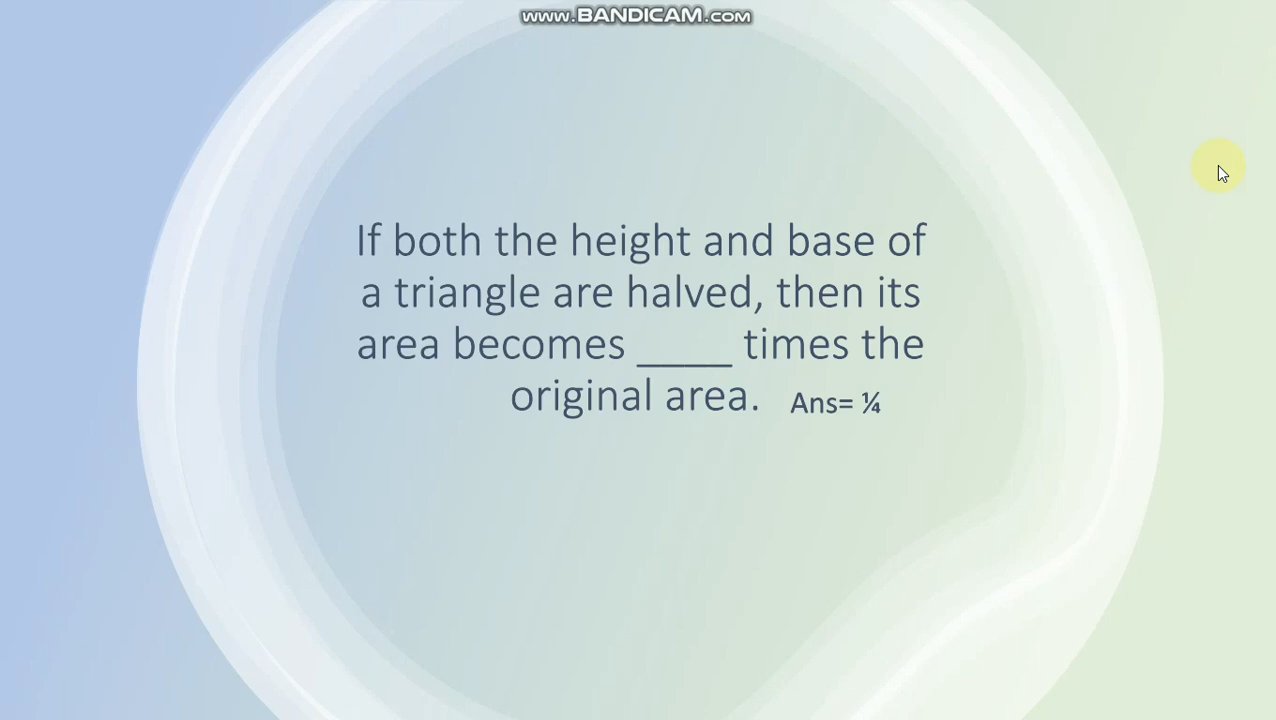 WWW.BANDICAM.COM
If both the height and base of
a triangle are halved, then its
area becomes ____ times the
original area. Ans= ¼